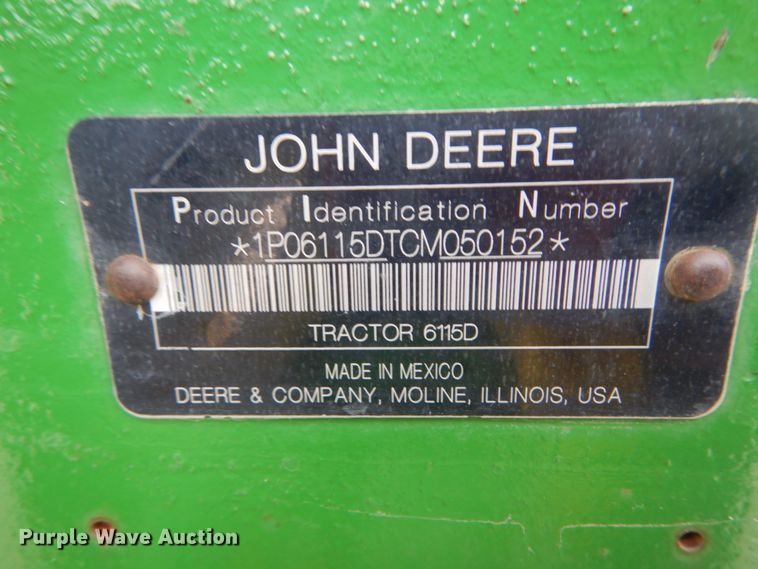 JOHN DEERE
Product Identification Number
*1P06115DTCM050152*
TRACTOR 6115D
MADE IN MEXICO
DEERE & COMPANY, MOLINE, ILLINOIS, USA
Purple Wave Auction